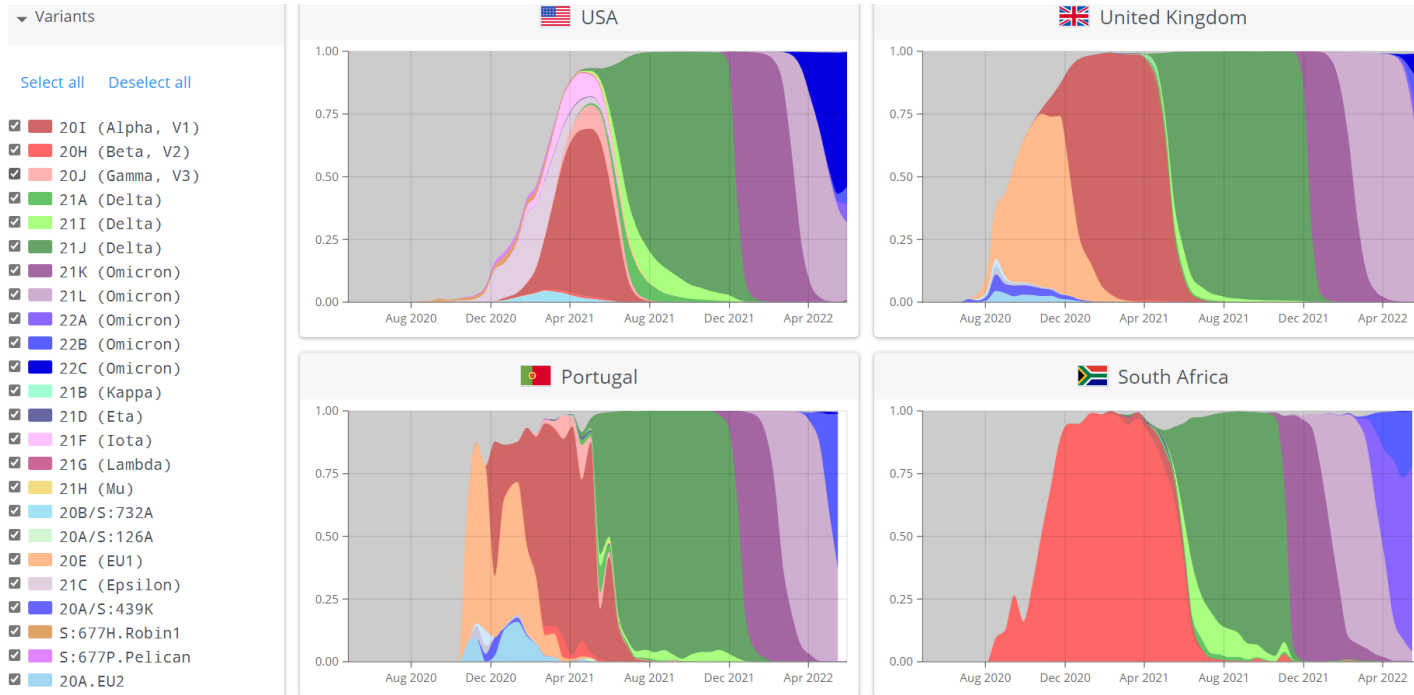 Variants
Select all Deselect all
20I (Alpha, V1)
20H (Beta, V2)
20J (Gamma, V3)
21A (Delta)
21I (Delta)
21J (Delta)
21K (Omicron)
21L (Omicron)
22A (Omicron)
22B (Omicron)
22C (Omicron)
21B (Kappa)
21D (Eta)
21F (Iota)
21G (Lambda)
21H (Mu)
20B/S:732A
20A/S:126A
20E (EU1)
21C (Epsilon)
20A/S:439K
S:677H.Robin1
S:677P.Pelican
20A.EU2
USA
1.00
0.75
0.50
0.25
0.00
Aug 2020 Dec 2020 Apr 2021 Aug 2021 Dec 2021 Apr 2022
United Kingdom
1.00
0.75
0.50
0.25
0.00
Aug 2020 Dec 2020 Apr 2021 Aug 2021 Dec 2021 Apr 2022
Portugal
1.00
0.75
0.50
0.25
0.00
Aug 2020 Dec 2020 Apr 2021 Aug 2021 Dec 2021 Apr 2022
South Africa
1.00
0.75
0.50
0.25
0.00
Aug 2020 Dec 2020 Apr 2021 Aug 2021 Dec 2021 Apr 2022